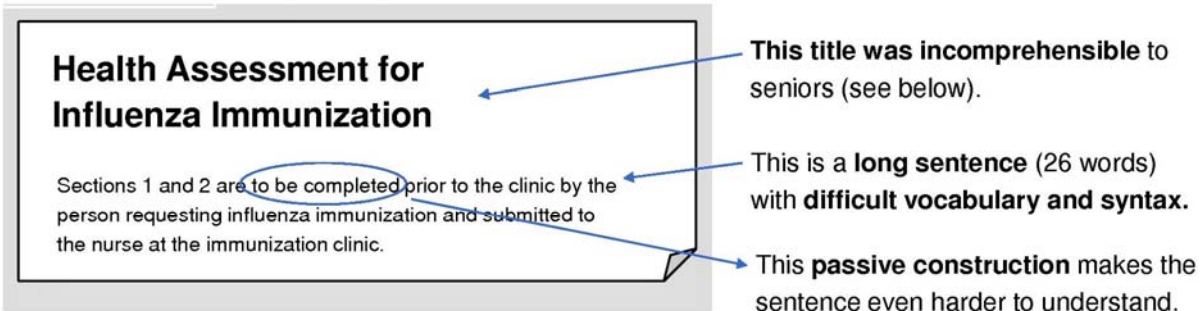 Health Assessment for
Influenza Immunization
Sections 1 and 2 are to be completed prior to the clinic by the
person requesting influenza immunization and submitted to
the nurse at the immunization clinic.
This title was incomprehensible to
seniors (see below).
This is a long sentence (26 words)
with difficult vocabulary and syntax.
This passive construction makes the
sentence even harder to understand.